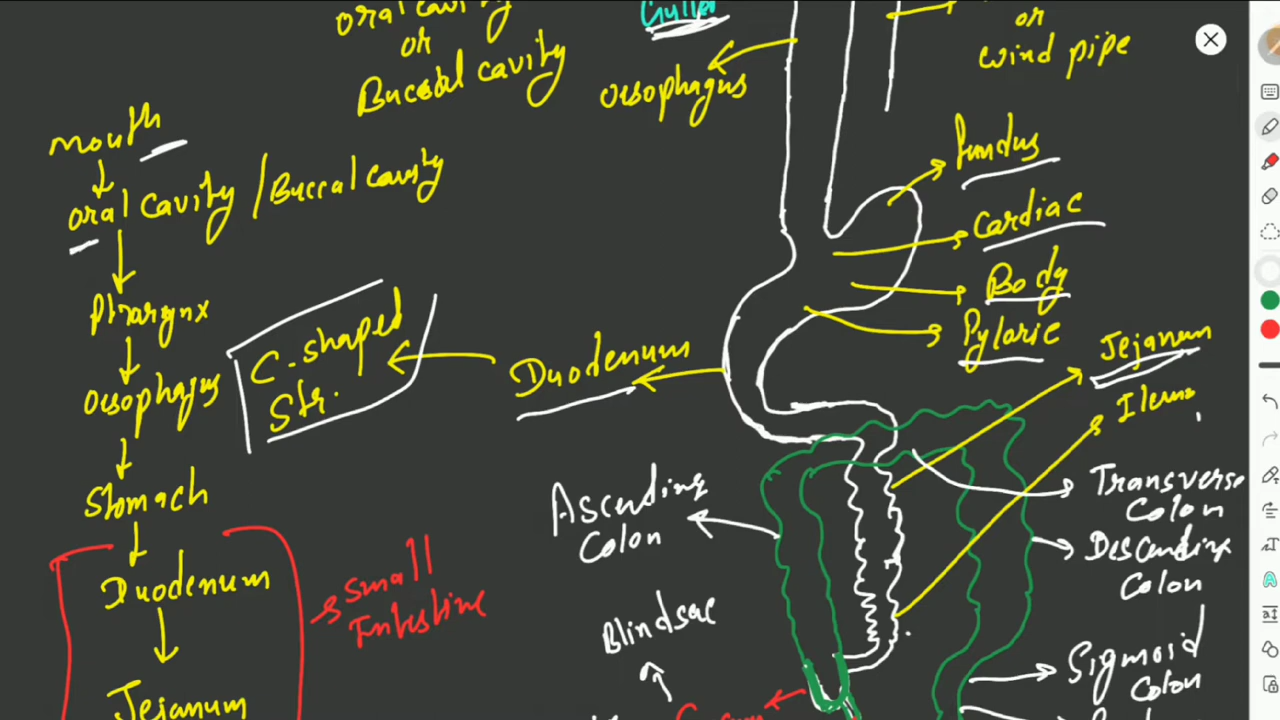 oral cavity
or
Buccal cavity
Gullet
oesophagus
or
wind pipe
Mouth
oral cavity / Buccal cavity
Pharynx
oesophagus
Stomach
Duodenum
Jejanum
Small
Intestine
C. shaped
Str.
Duodenum
fundus
Cardiac
Body
Pyloric
Jejanum
Ileum
Ascending
Colon
Transverse
Colon
Descending
Colon
Blindsac
Sigmoid
Colon